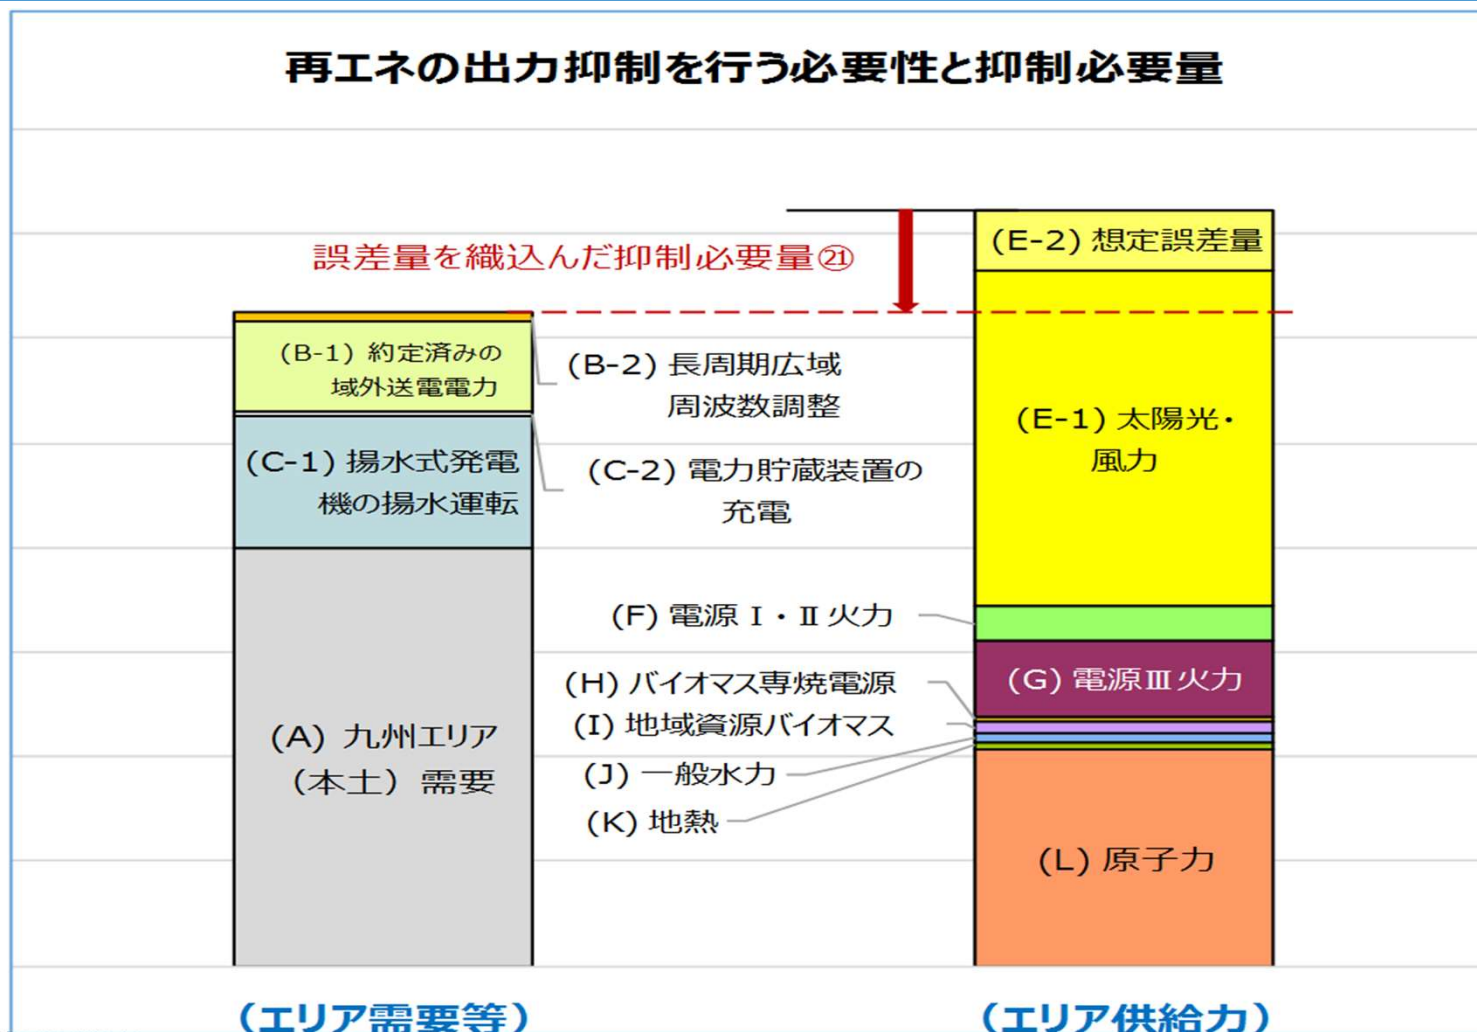 再エネの出力抑制を行う必要性と抑制必要量
(E-2) 想定誤差量
誤差量を織込んだ抑制必要量㉑
(B-1) 約定済みの
域外送電電力
(B-2) 長周期広域
周波数調整
(E-1) 太陽光・
風力
(C-1) 揚水式発電
機の揚水運転
(C-2) 電力貯蔵装置の
充電
(F) 電源Ⅰ・Ⅱ火力
(G) 電源Ⅲ火力
(H) バイオマス専焼電源
(I) 地域資源バイオマス
(A) 九州エリア
（本土）需要
(J) 一般水力
(K) 地熱
(L) 原子力
（エリア需要等）
（エリア供給力）